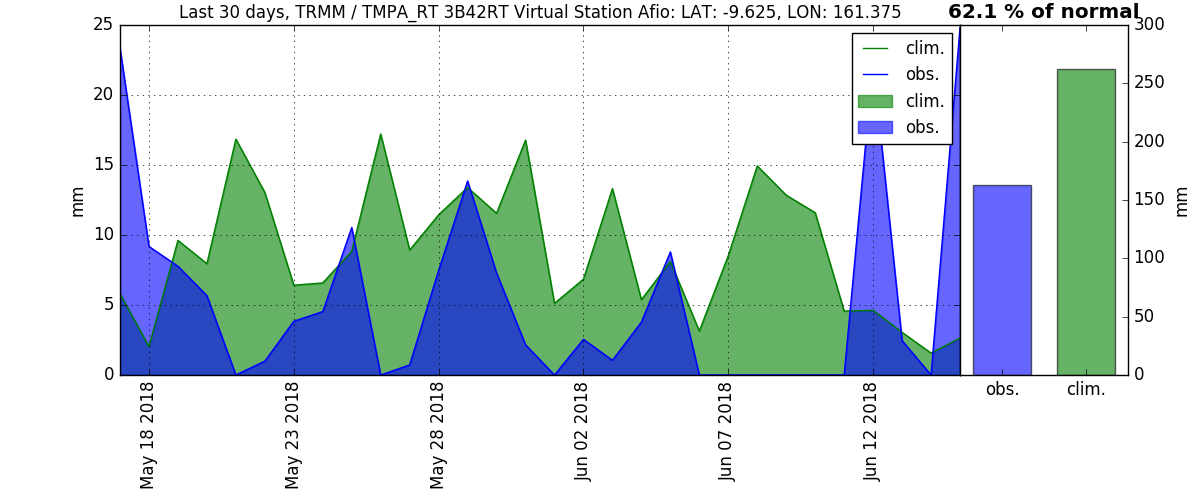 Last 30 days, TRMM / TMPA_RT 3B42RT Virtual Station Afio: LAT: -9.625, LON: 161.375
62.1 % of normal
25
20
15
10
5
0
mm
clim.
obs.
clim.
obs.
300
250
200
150
100
50
0
mm
May 18 2018
May 23 2018
May 28 2018
Jun 02 2018
Jun 07 2018
Jun 12 2018
obs.
clim.